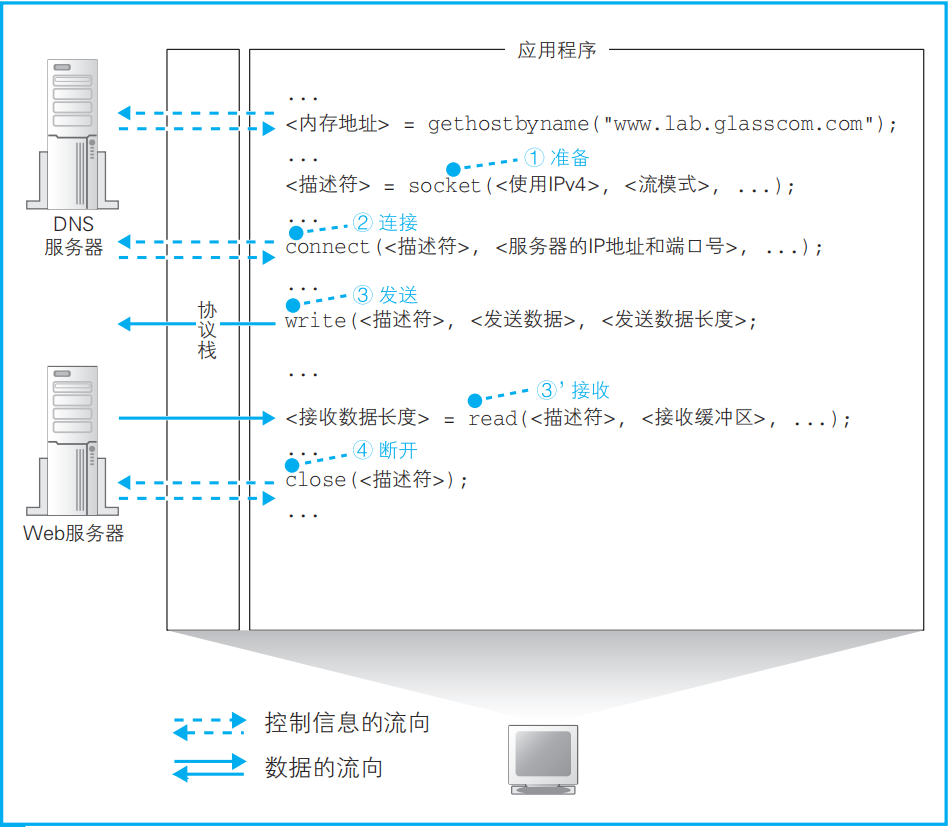 应用程序
...
<内存地址> = gethostbyname("www.lab.glasscom.com");
...
① 准备
<描述符> = socket(<使用IPv4>, <流模式>, ...);
DNS
服务器
...
② 连接
connect(<描述符>, <服务器的IP地址和端口号>, ...);
...
③ 发送
write(<描述符>, <发送数据>, <发送数据长度>;
协
议
栈
...
③’ 接收
<接收数据长度> = read(<描述符>, <接收缓冲区>, ...);
...
④ 断开
close(<描述符>);
...
Web服务器
控制信息的流向
数据的流向